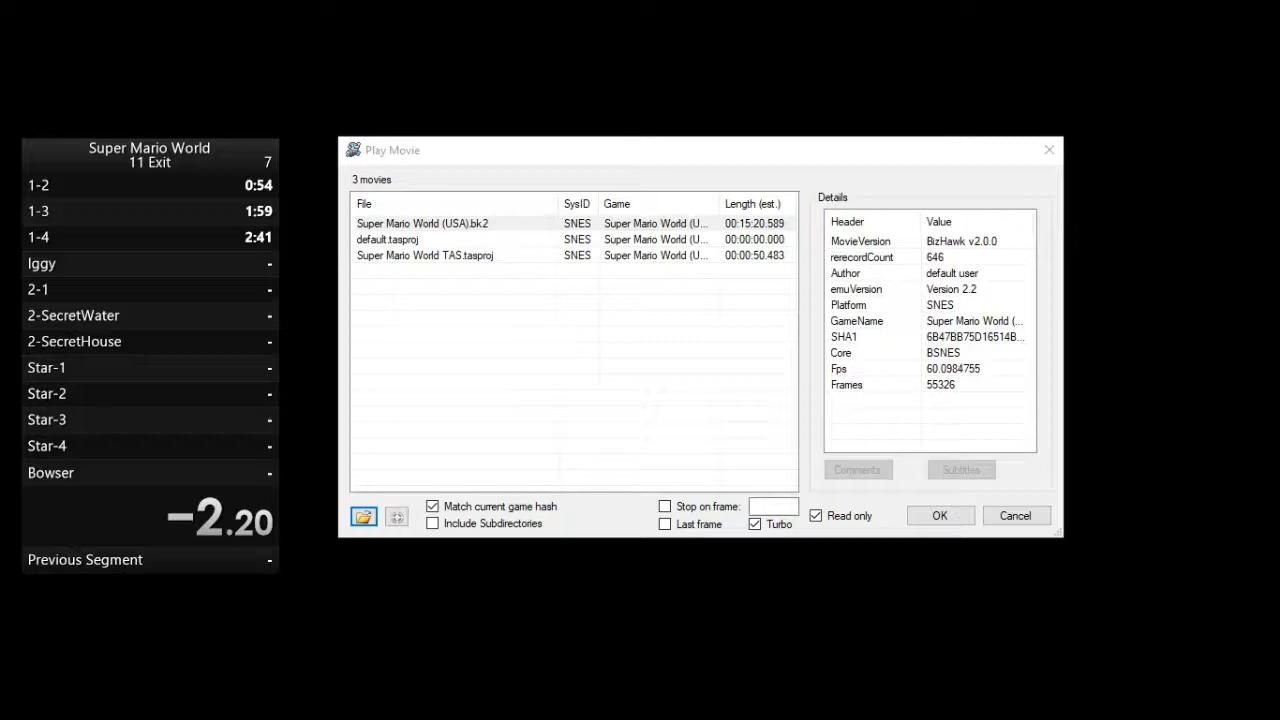 Super Mario World
11 Exit 7
1-2 0:54
1-3 1:59
1-4 2:41
Iggy -
2-1 -
2-SecretWater -
2-SecretHouse -
Star-1 -
Star-2 -
Star-3 -
Star-4 -
Bowser -
-2.20
Previous Segment -
Play Movie
3 movies
File SysID Game Length (est.)
Super Mario World (USA).bk2 SNES Super Mario World (U... 00:15:20.589
default.tasproj SNES Super Mario World (U... 00:00:00.000
Super Mario World TAS.tasproj SNES Super Mario World (U... 00:00:50.483
Match current game hash
Include Subdirectories
Stop on frame:
Last frame
Turbo
Details
Header Value
MovieVersion BizHawk v2.0.0
rerecordCount 646
Author default user
emuVersion Version 2.2
Platform SNES
GameName Super Mario World (...
SHA1 6B47BB75D16514B...
Core BSNES
Fps 60.0984755
Frames 55326
Comments Subtitles
Read only OK Cancel